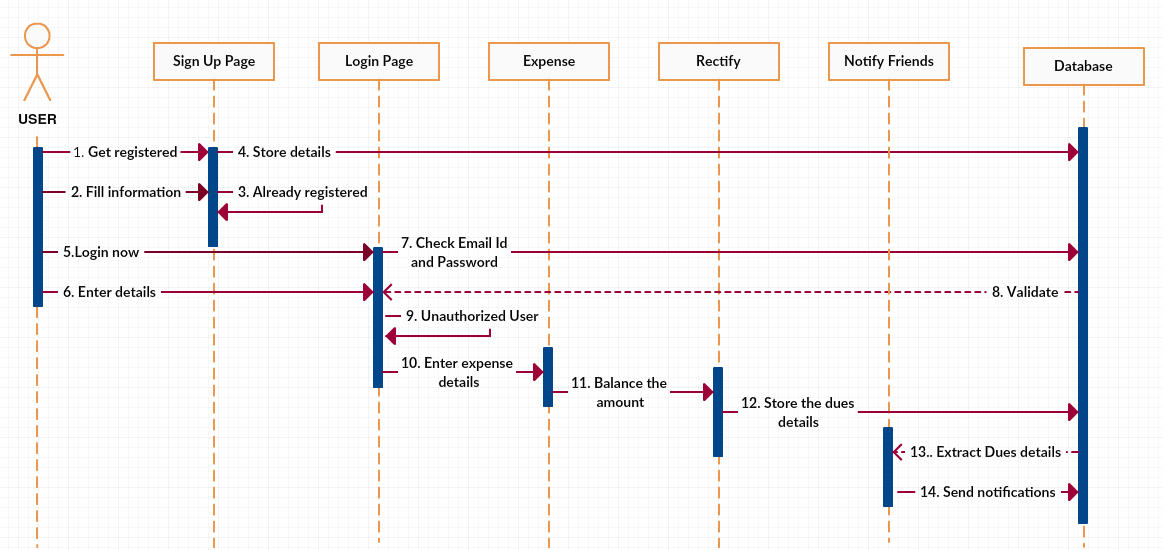 Sign Up Page
Login Page
Expense
Rectify
Notify Friends
Database
USER
1. Get registered
4. Store details
2. Fill information
3. Already registered
5.Login now
7. Check Email Id
and Password
6. Enter details
8. Validate
9. Unauthorized User
10. Enter expense
details
11. Balance the
amount
12. Store the dues
details
13.. Extract Dues details
14. Send notifications